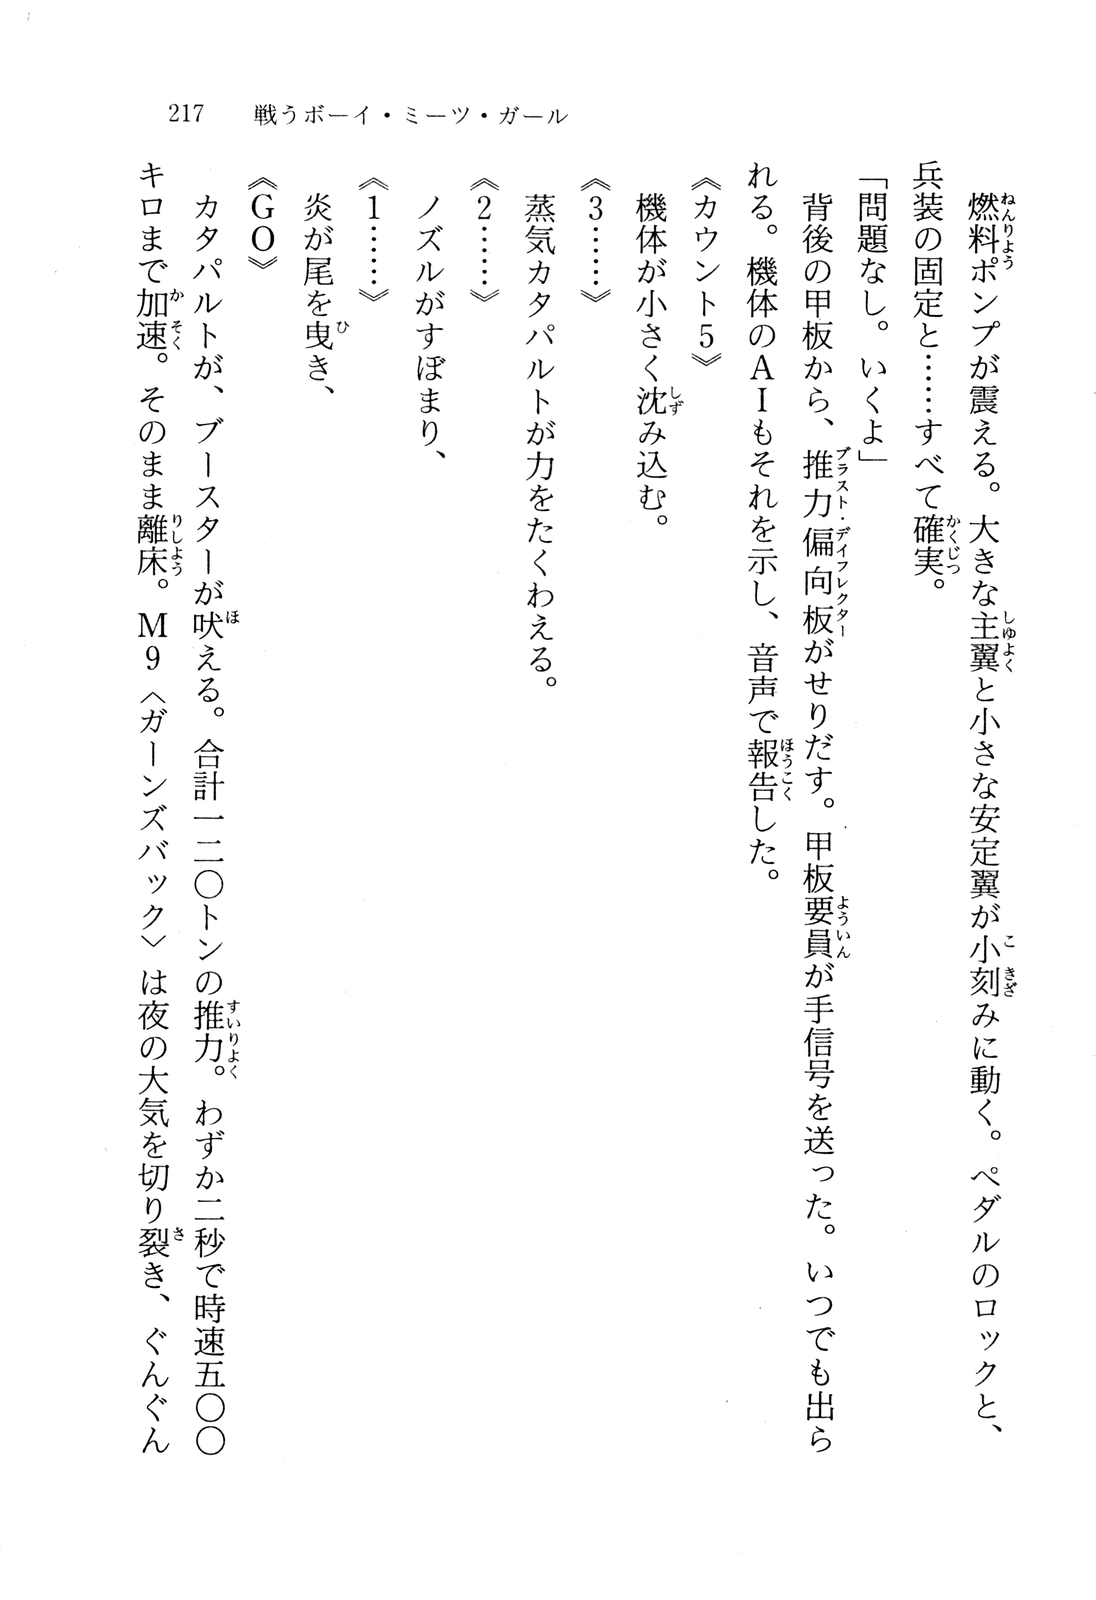 217 戦うボーイ・ミーツ・ガール
燃料ポンプが震える。大きな主翼と小さな安定翼が小刻みに動く。ペダルのロックと、
兵装の固定と……すべて確実。
「問題なし。いくよ」
背後の甲板から、推力偏向板がせりだす。甲板要員が手信号を送った。いつでも出ら
れる。機体のAIもそれを示し、音声で報告した。
《カウント5》
機体が小さく沈み込む。
《3……》
蒸気カタパルトが力をたくわえる。
《2……》
ノズルがすぼまり、
《1……》
炎が尾を曳き、
《GO》
カタパルトが、ブースターが吠える。合計一二〇トンの推力。わずか二秒で時速五〇〇
キロまで加速。そのまま離床。M9〈ガーンズバック〉は夜の大気を切り裂き、ぐんぐん